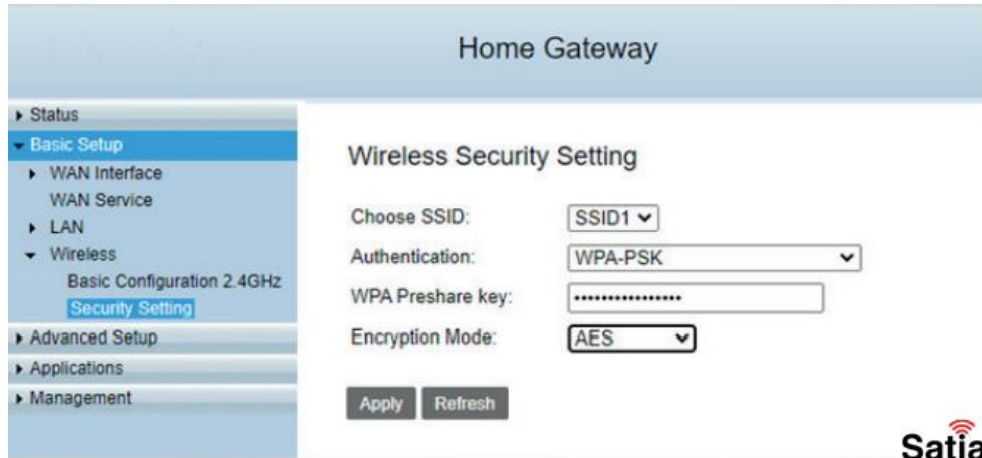 Home Gateway
Status
Basic Setup
WAN Interface
WAN Service
LAN
Wireless
Basic Configuration 2.4GHz
Security Setting
Advanced Setup
Applications
Management
Wireless Security Setting
Choose SSID: SSID1
Authentication: WPA-PSK
WPA Preshare key: ••••••••••••••••
Encryption Mode: AES
Apply Refresh
Satia